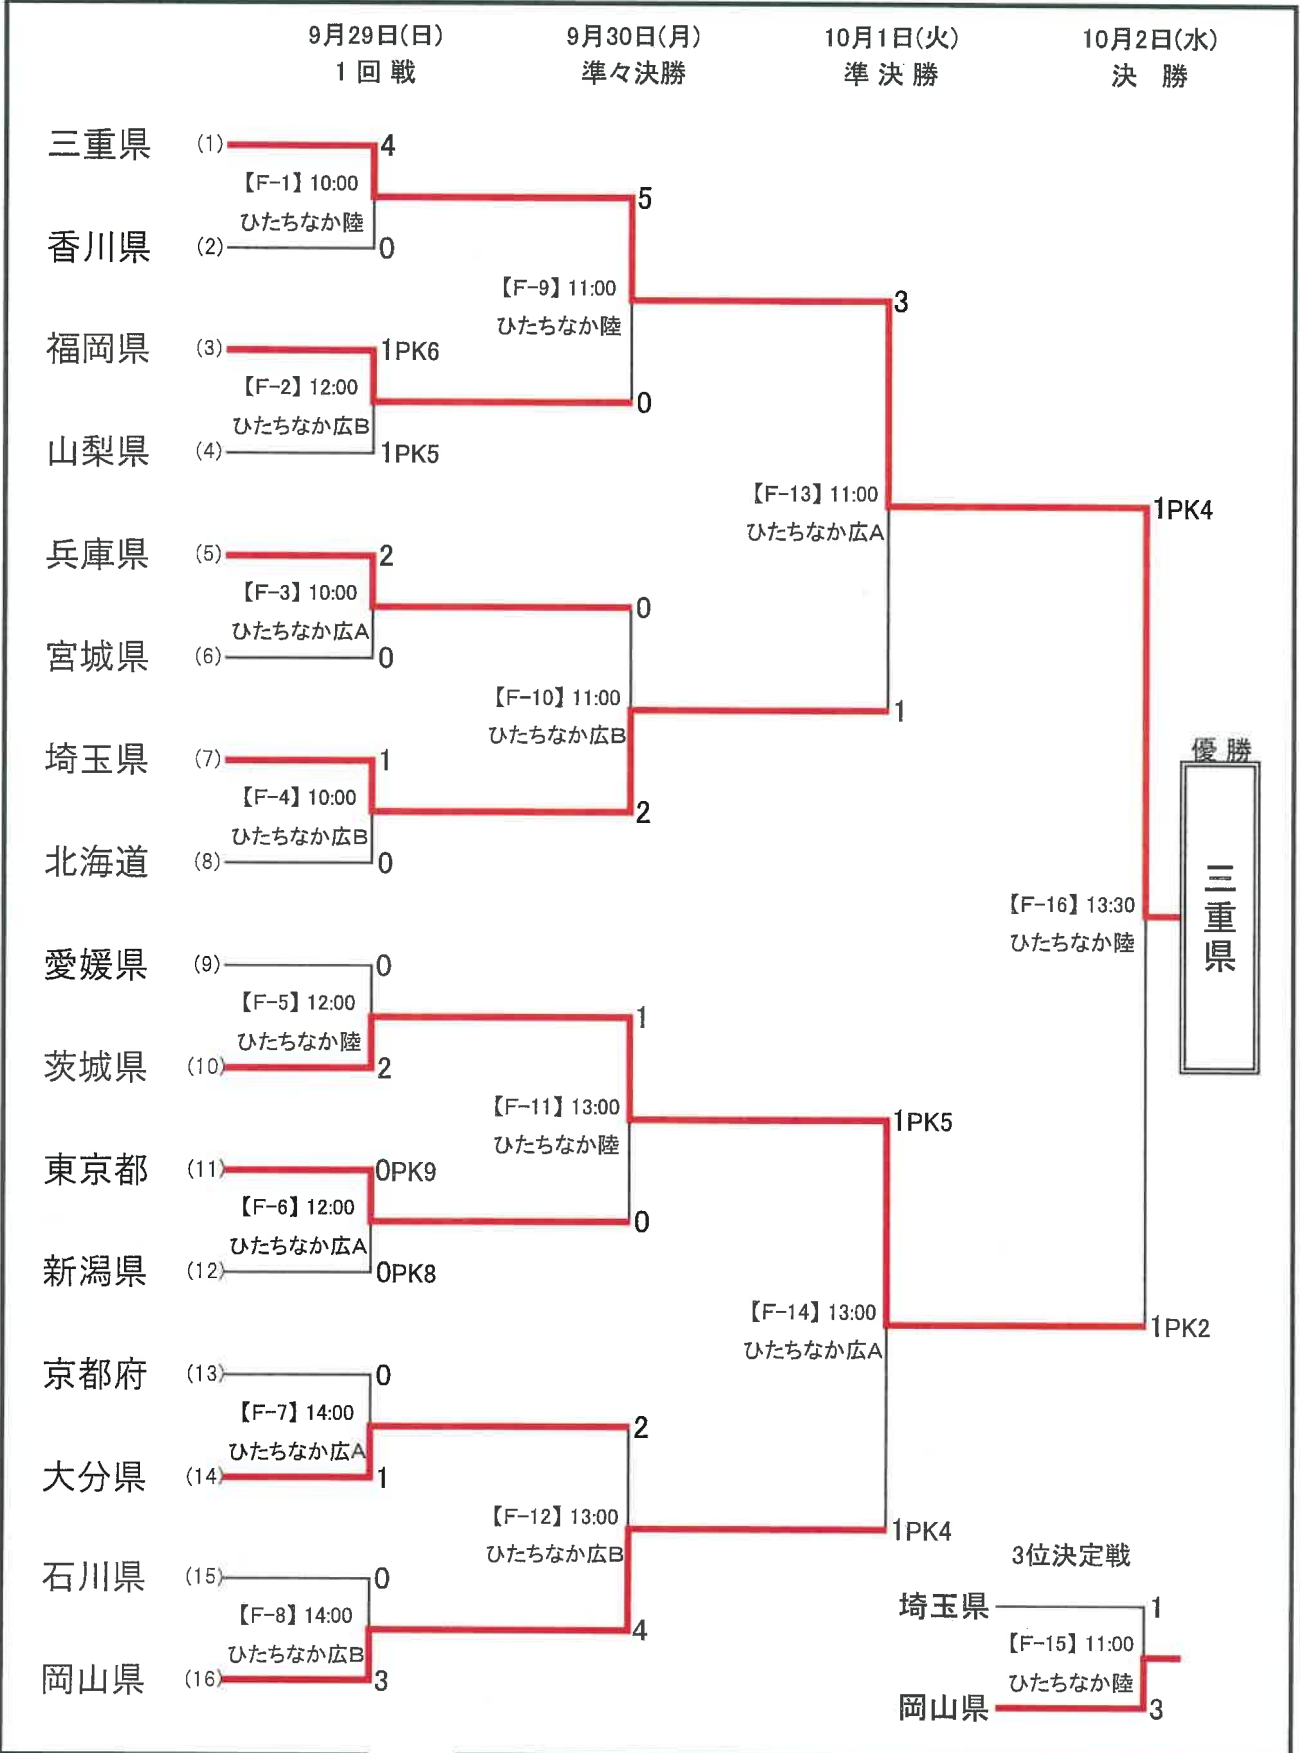 9月29日(日) 9月30日(月) 10月1日(火) 10月2日(水)
1回戦 準々決勝 準決勝 決 勝
三重県 (1) 4
【F-1】10:00
ひたちなか陸
5
香川県 (2) 0
【F-9】11:00
ひたちなか陸
3
福岡県 (3) 1PK6
【F-2】12:00
ひたちなか広B
0
山梨県 (4) 1PK5
【F-13】11:00
ひたちなか広A
1PK4
兵庫県 (5) 2
【F-3】10:00
ひたちなか広A
0
宮城県 (6) 0
【F-10】11:00
ひたちなか広B
1
埼玉県 (7) 1
【F-4】10:00
ひたちなか広B
2
北海道 (8) 0
優勝
三重県
【F-16】13:30
ひたちなか陸
愛媛県 (9) 0
【F-5】12:00
ひたちなか陸
1
茨城県 (10) 2
【F-11】13:00
ひたちなか陸
1PK5
東京都 (11) 0PK9
【F-6】12:00
ひたちなか広A
0
新潟県 (12) 0PK8
【F-14】13:00
ひたちなか広A
1PK2
京都府 (13) 0
【F-7】14:00
ひたちなか広A
2
大分県 (14) 1
【F-12】13:00
ひたちなか広B
1PK4
石川県 (15) 0
【F-8】14:00
ひたちなか広B
4
岡山県 (16) 3
3位決定戦
埼玉県 1
【F-15】11:00
ひたちなか陸
岡山県 3